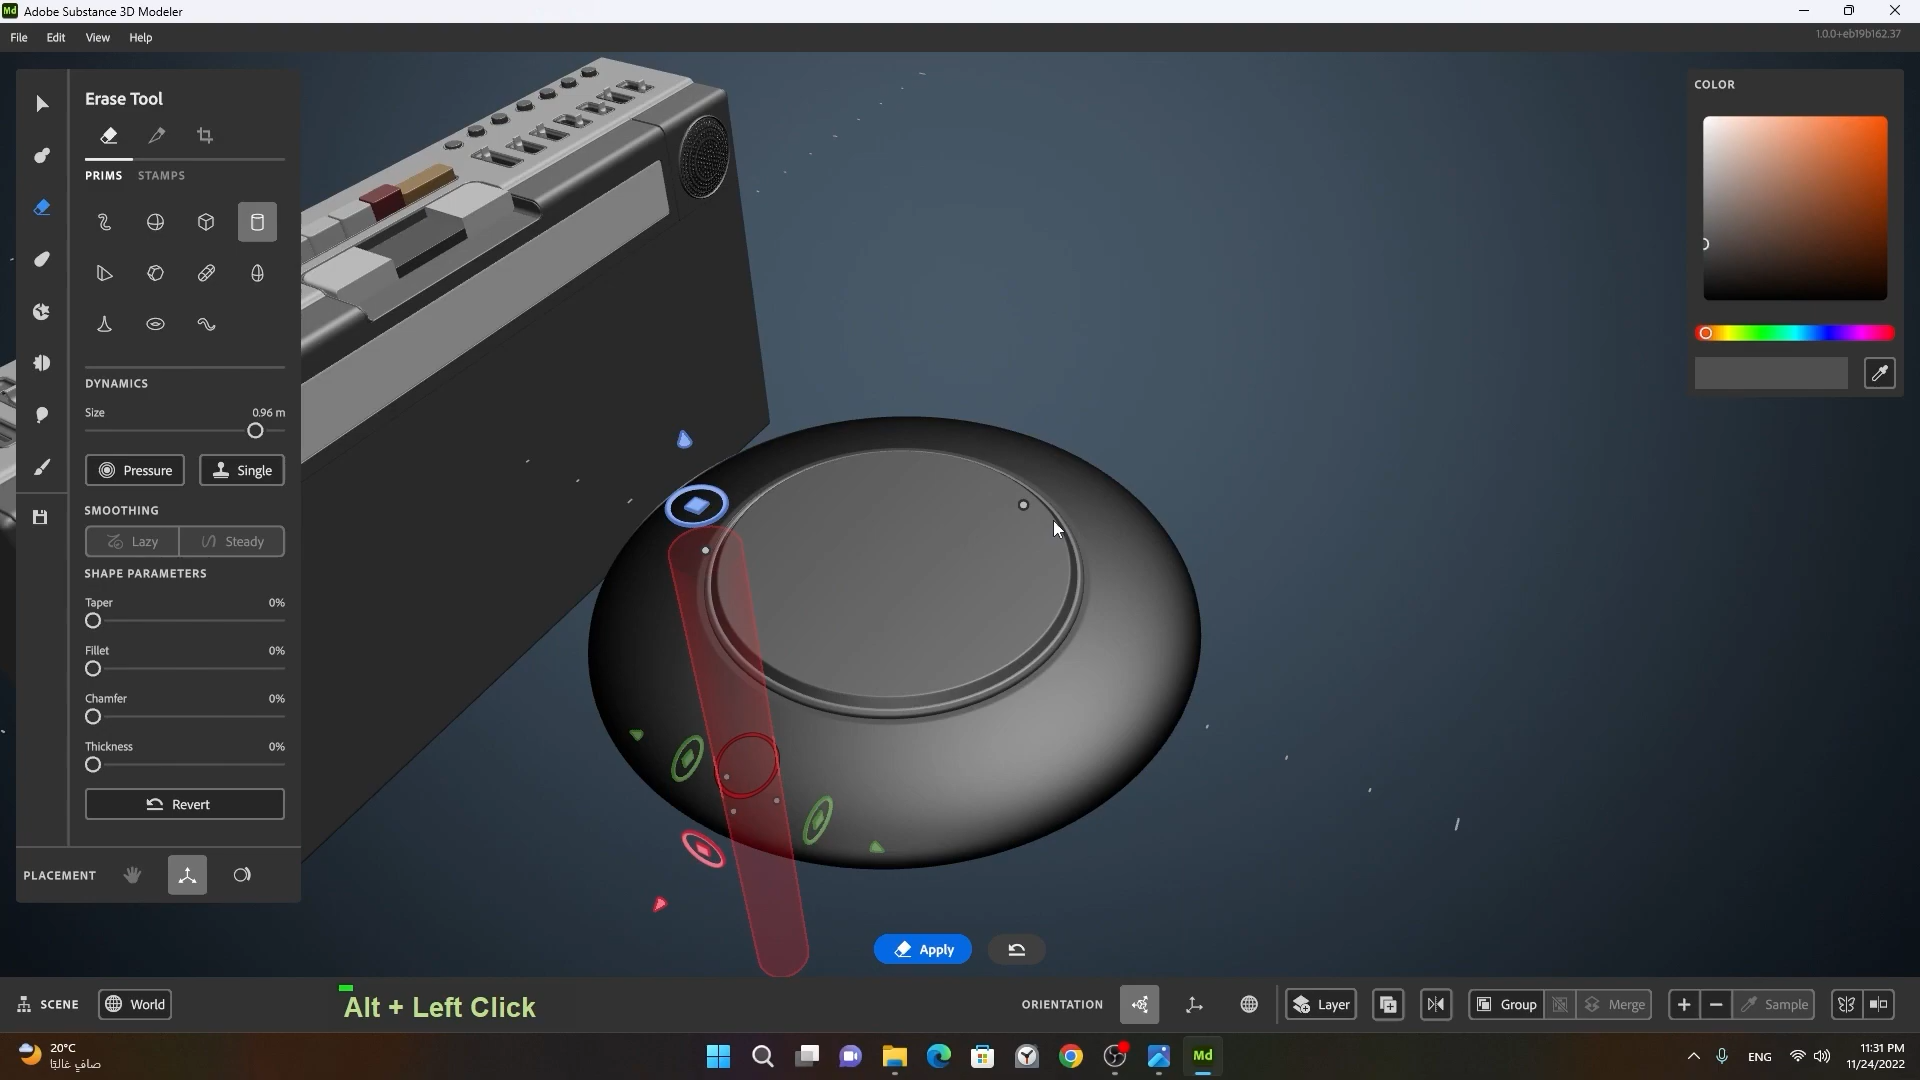 Adobe Substance 3D Modeler
File Edit View Help
1.0.0+eb19b162.37
Erase Tool
PRIMS STAMPS
DYNAMICS
Size 0.96 m
Pressure Single
SMOOTHING
Lazy Steady
SHAPE PARAMETERS
Taper 0%
Fillet 0%
Chamfer 0%
Thickness 0%
Revert
PLACEMENT
COLOR
Apply
SCENE World
Alt + Left Click
ORIENTATION
Layer Group Merge Sample
20°C
صافٍ غالبًا
Md
ENG
11:31 PM
11/24/2022